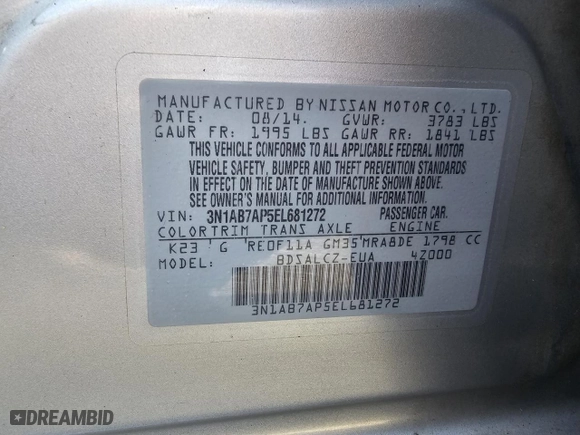 MANUFACTURED BY NISSAN MOTOR CO., LTD.
DATE: 08/14. GVWR: 3783 LBS
GAWR FR: 1995 LBS GAWR RR: 1841 LBS
THIS VEHICLE CONFORMS TO ALL APPLICABLE FEDERAL MOTOR
VEHICLE SAFETY, BUMPER AND THEFT PREVENTION STANDARDS
IN EFFECT ON THE DATE OF MANUFACTURE SHOWN ABOVE.
SEE OWNER'S MANUAL FOR ADDITIONAL INFORMATION.
VIN: 3N1AB7AP5EL681272 PASSENGER CAR.
COLOR TRIM TRANS AXLE ENGINE
K23 ' G 'RE0F11A GM35'MRA8DE 1798 CC
MODEL: BDSALCZ-EUA 4Z000
3N1AB7AP5EL681272
DREAMBID